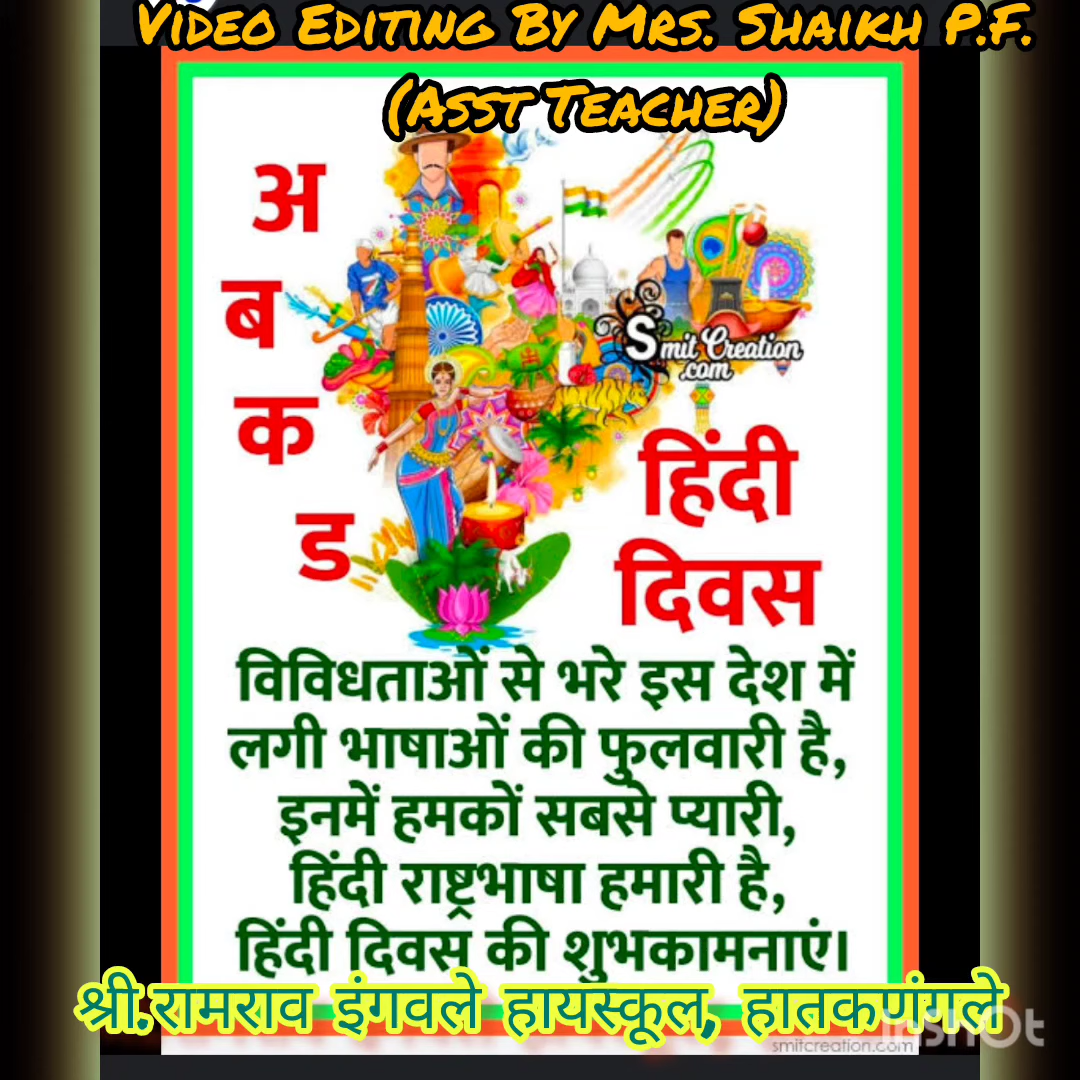 VIDEO EDITING BY MRS. SHAIKH P.F.
(ASST TEACHER)
अ
ब
क
ड
Smit Creation
.com
हिंदी
दिवस
विविधताओं से भरे इस देश में
लगी भाषाओं की फुलवारी है,
इनमें हमकों सबसे प्यारी,
हिंदी राष्ट्रभाषा हमारी है,
हिंदी दिवस की शुभकामनाएं।
श्री.रामराव इंगवले हायस्कूल, हातकणंगले
InShOt
smitcreation.com